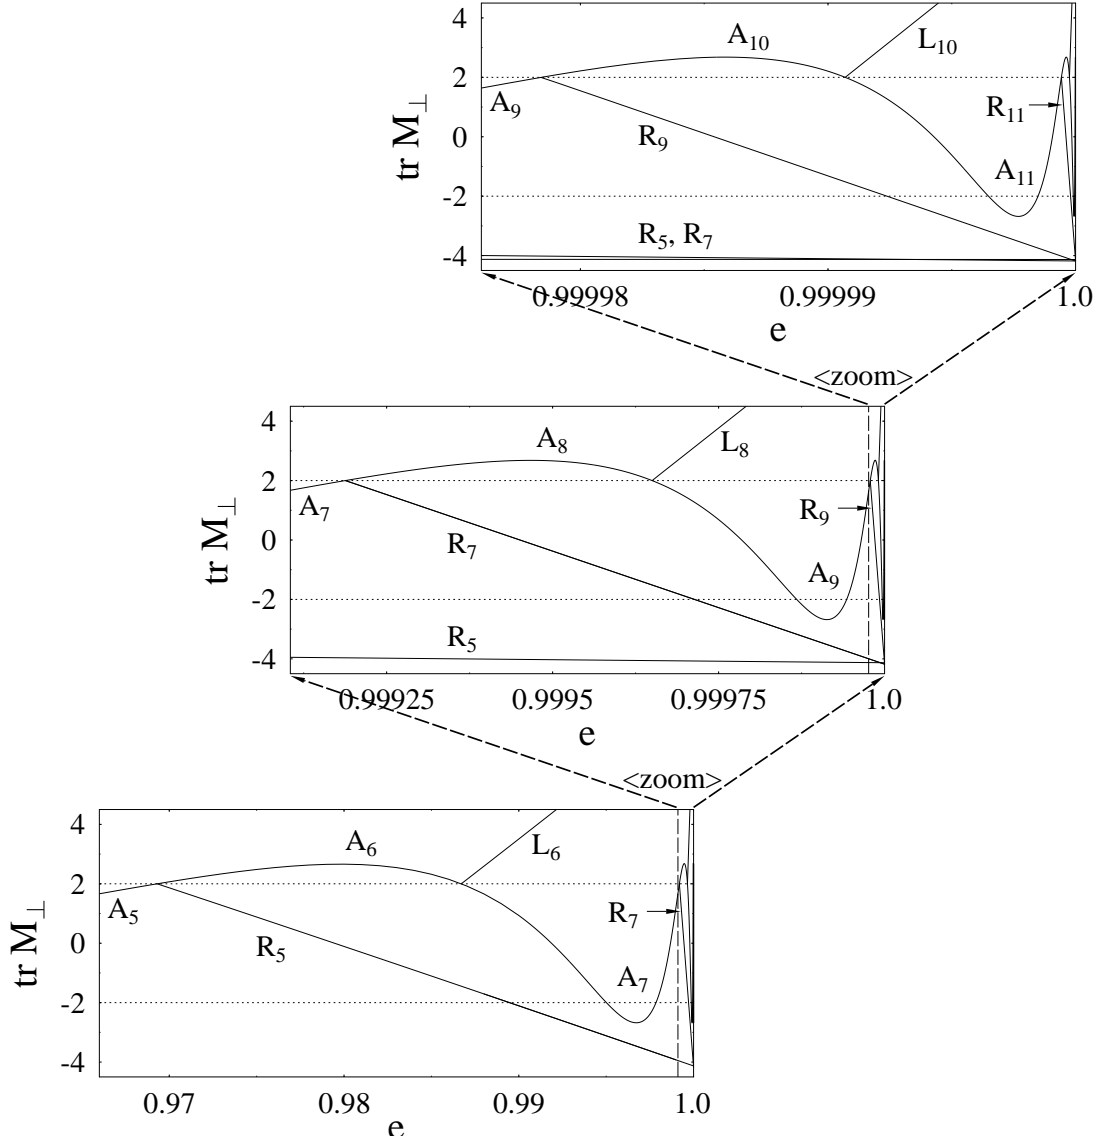 4
A₁₀
L₁₀
2
A₉
R₁₁
tr M⊥
0
R₉
A₁₁
-2
R₅, R₇
-4
0.99998
0.99999
1.0
e
<zoom>
4
A₈
L₈
2
A₇
R₉
tr M⊥
0
R₇
A₉
-2
R₅
-4
0.99925
0.9995
0.99975
1.0
e
<zoom>
4
A₆
L₆
2
A₅
R₇
tr M⊥
0
R₅
A₇
-2
-4
0.97
0.98
0.99
1.0
e